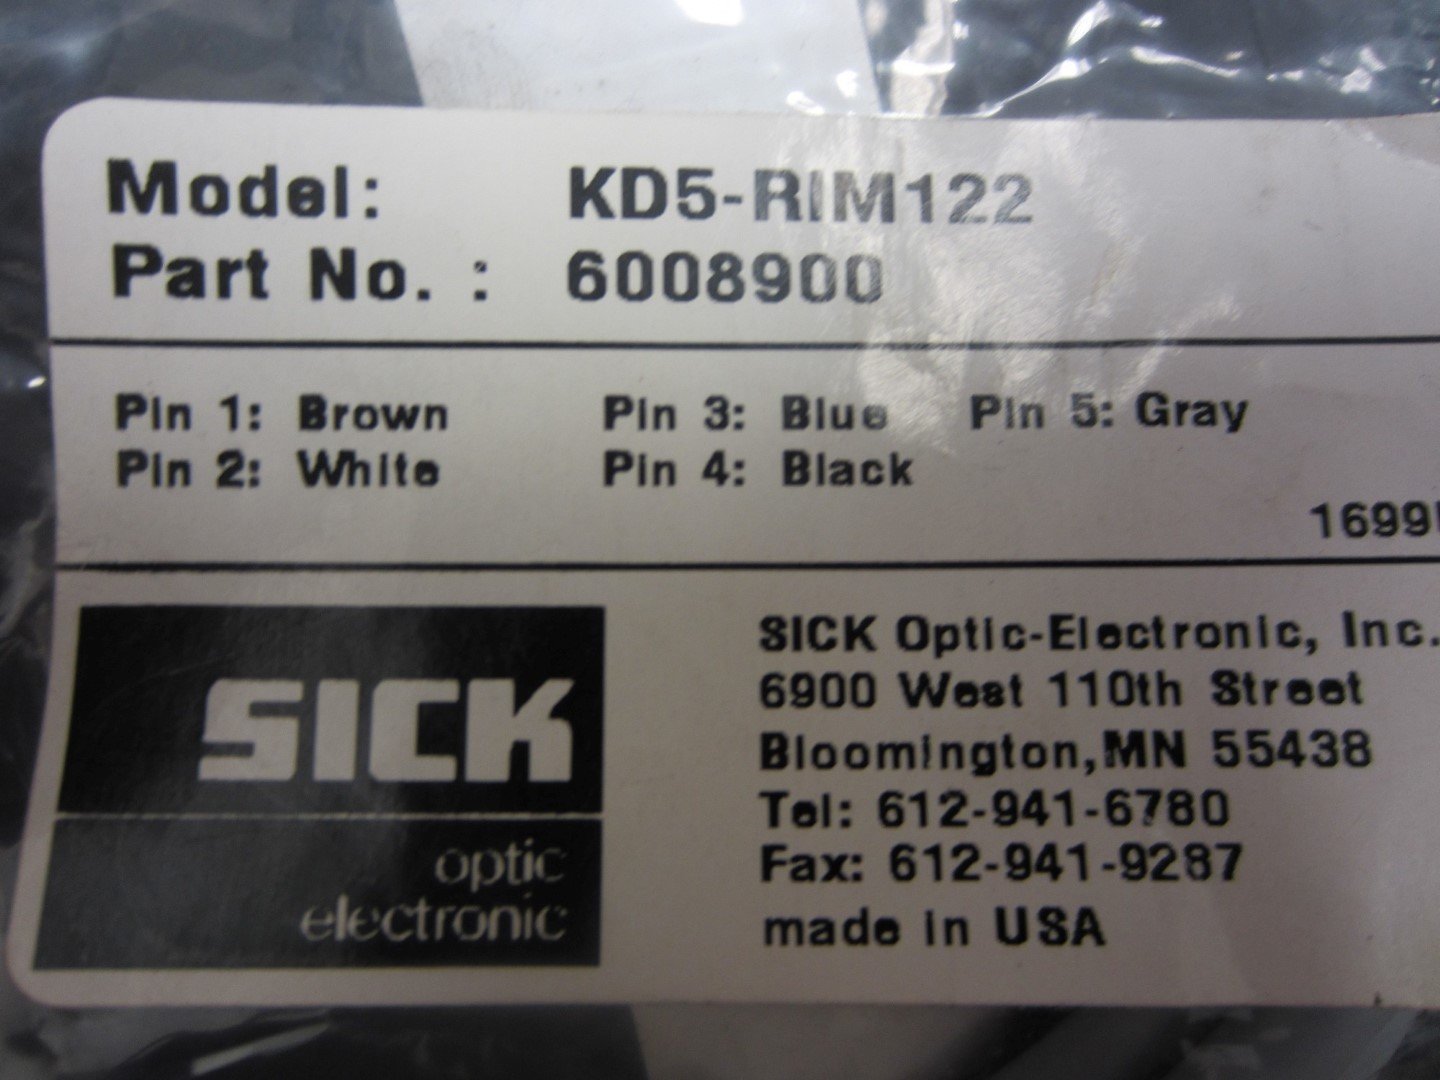 Model: KD5-RIM122
Part No. : 6008900
Pin 1: Brown Pin 3: Blue Pin 5: Gray
Pin 2: White Pin 4: Black
1699
SICK
optic
electronic
SICK Optic-Electronic, Inc.
6900 West 110th Street
Bloomington,MN 55438
Tel: 612-941-6780
Fax: 612-941-9287
made in USA